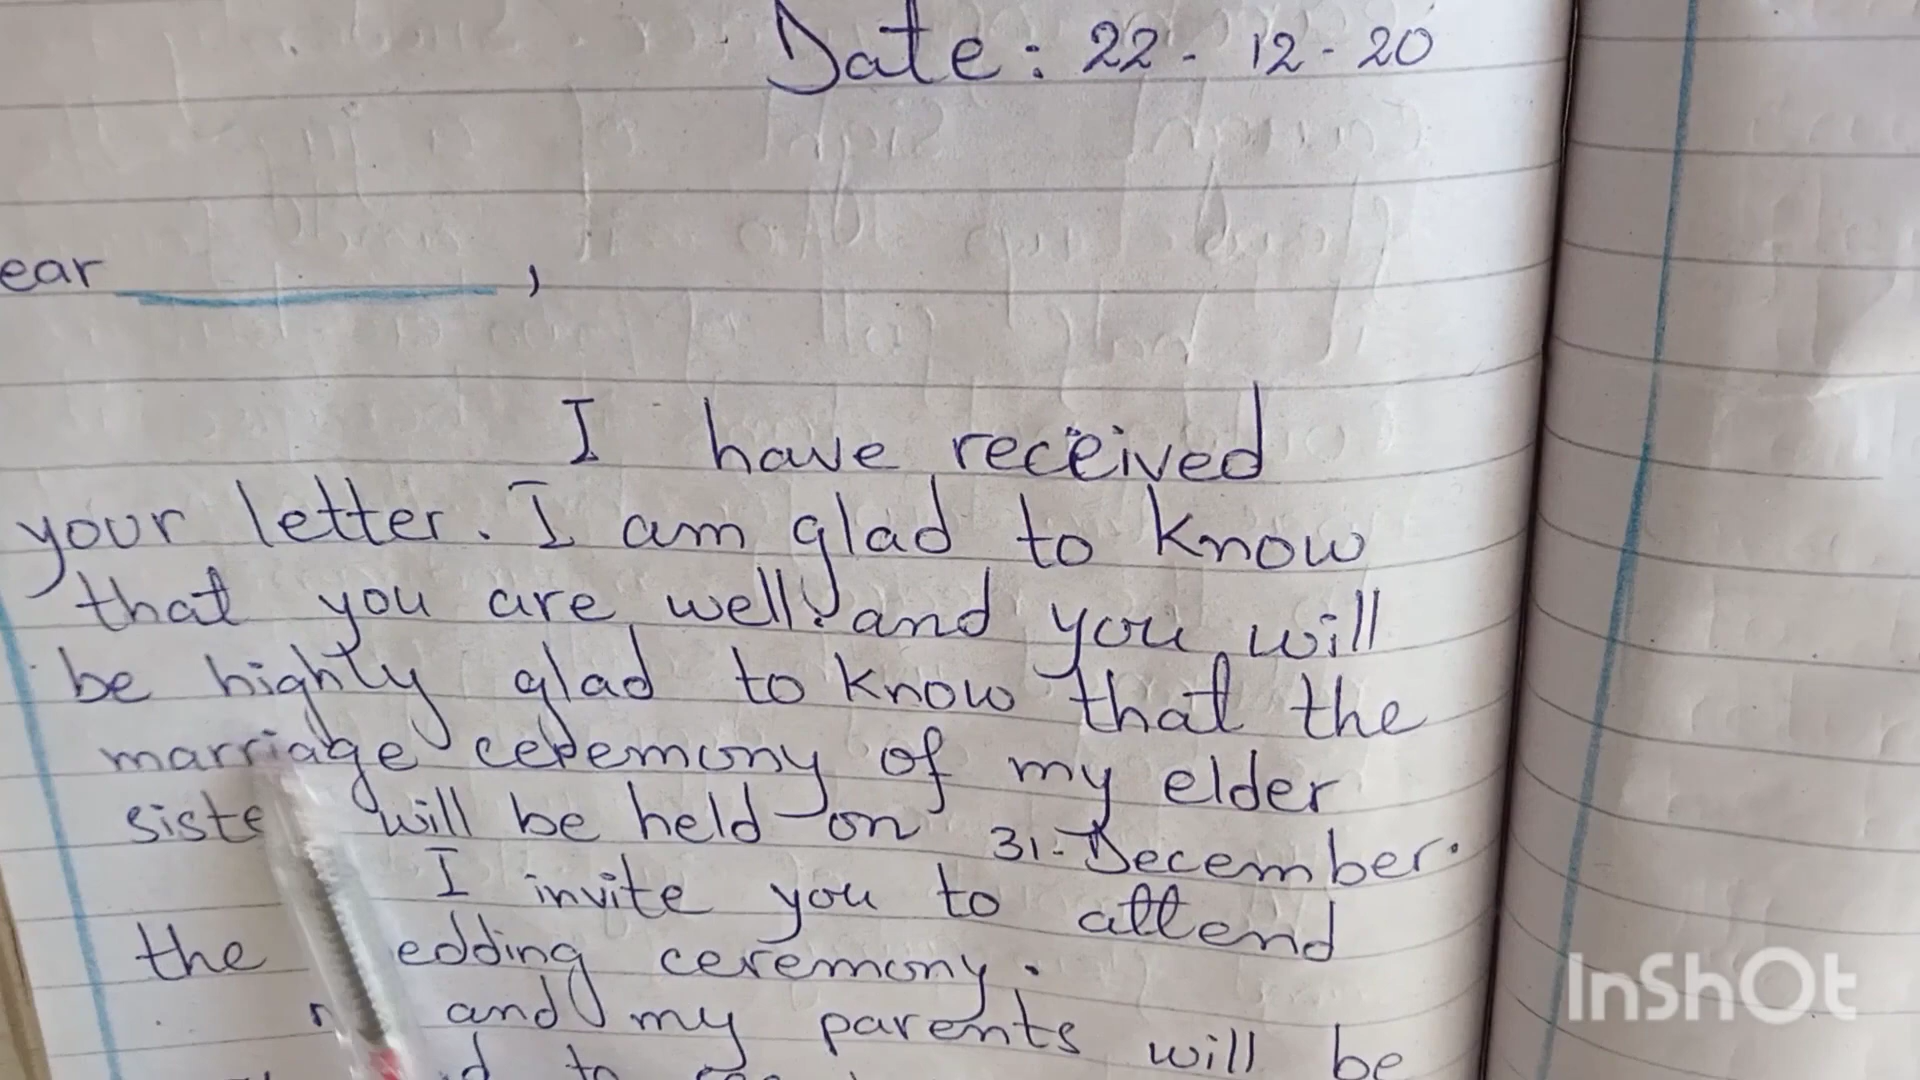 Date: 22-12-20
ear ________,
I have received
your letter. I am glad to know
that you are well. and you will
be highly glad to know that the
marriage ceremony of my elder
siste will be held on 31-December.
I invite you to attend
the edding ceremony.
and my parents will be
to
InShOt